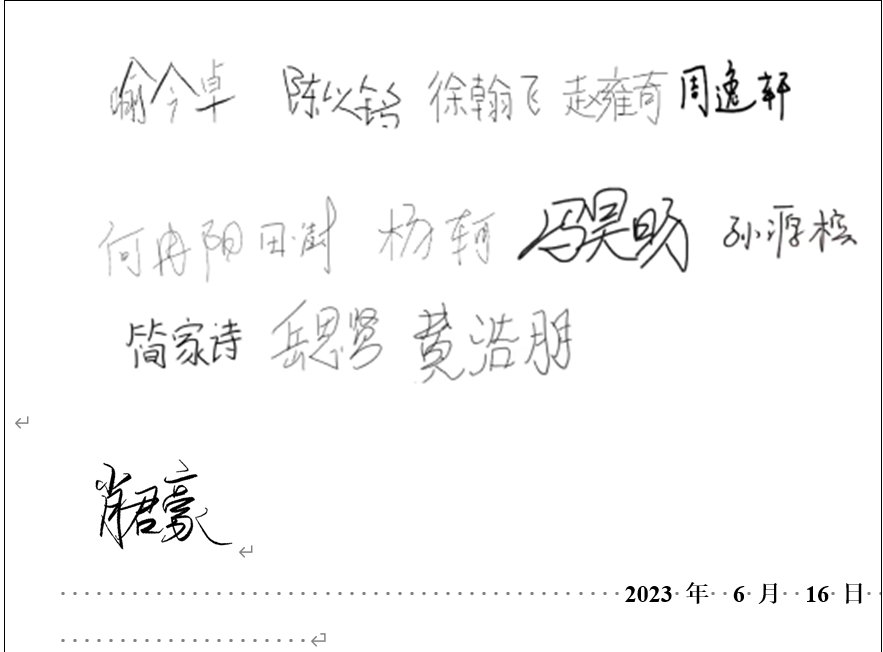 喻今卓 陈以铭 徐翰飞 赵雍奇 周逸轩
何冉阳 田澍 杨轲 冯昊旸 孙源棕
简家诗 岳思贤 黄浩朋
肖君豪
2023 年 6 月 16 日